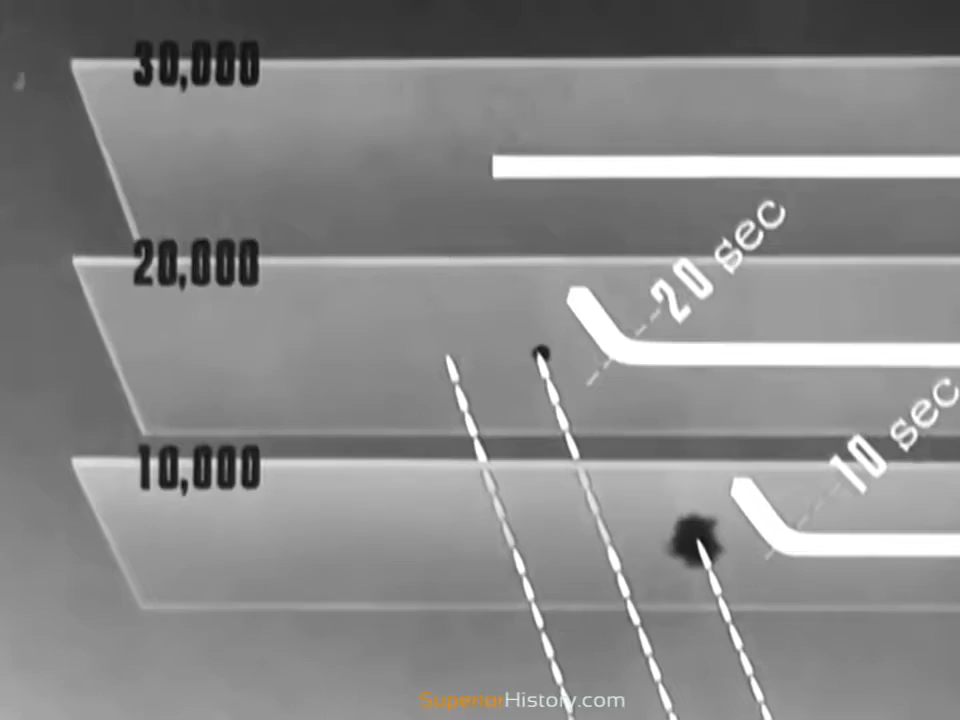 30,000
20,000
20 sec
10,000
10 sec
SuperiorHistory.com